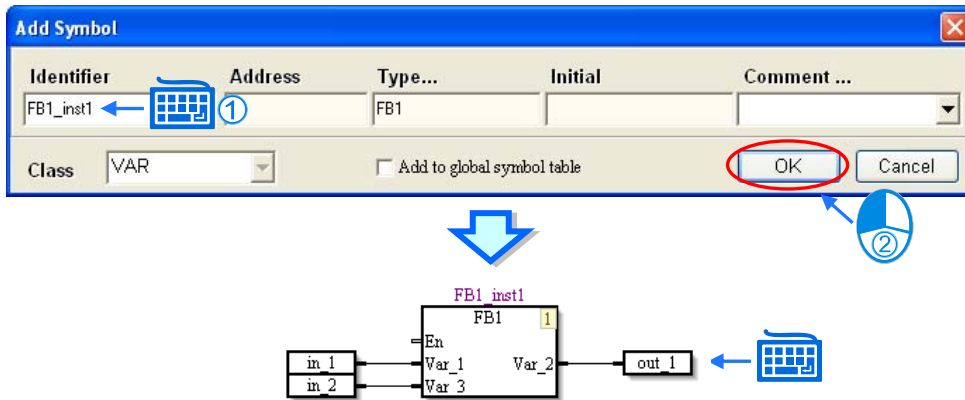 Add Symbol
Identifier Address Type... Initial Comment ...
FB1_inst1 ① FB1
Class VAR Add to global symbol table OK Cancel
②
FB1_inst1
FB1 1
En
in_1 Var_1 Var_2 out_1
in_2 Var_3